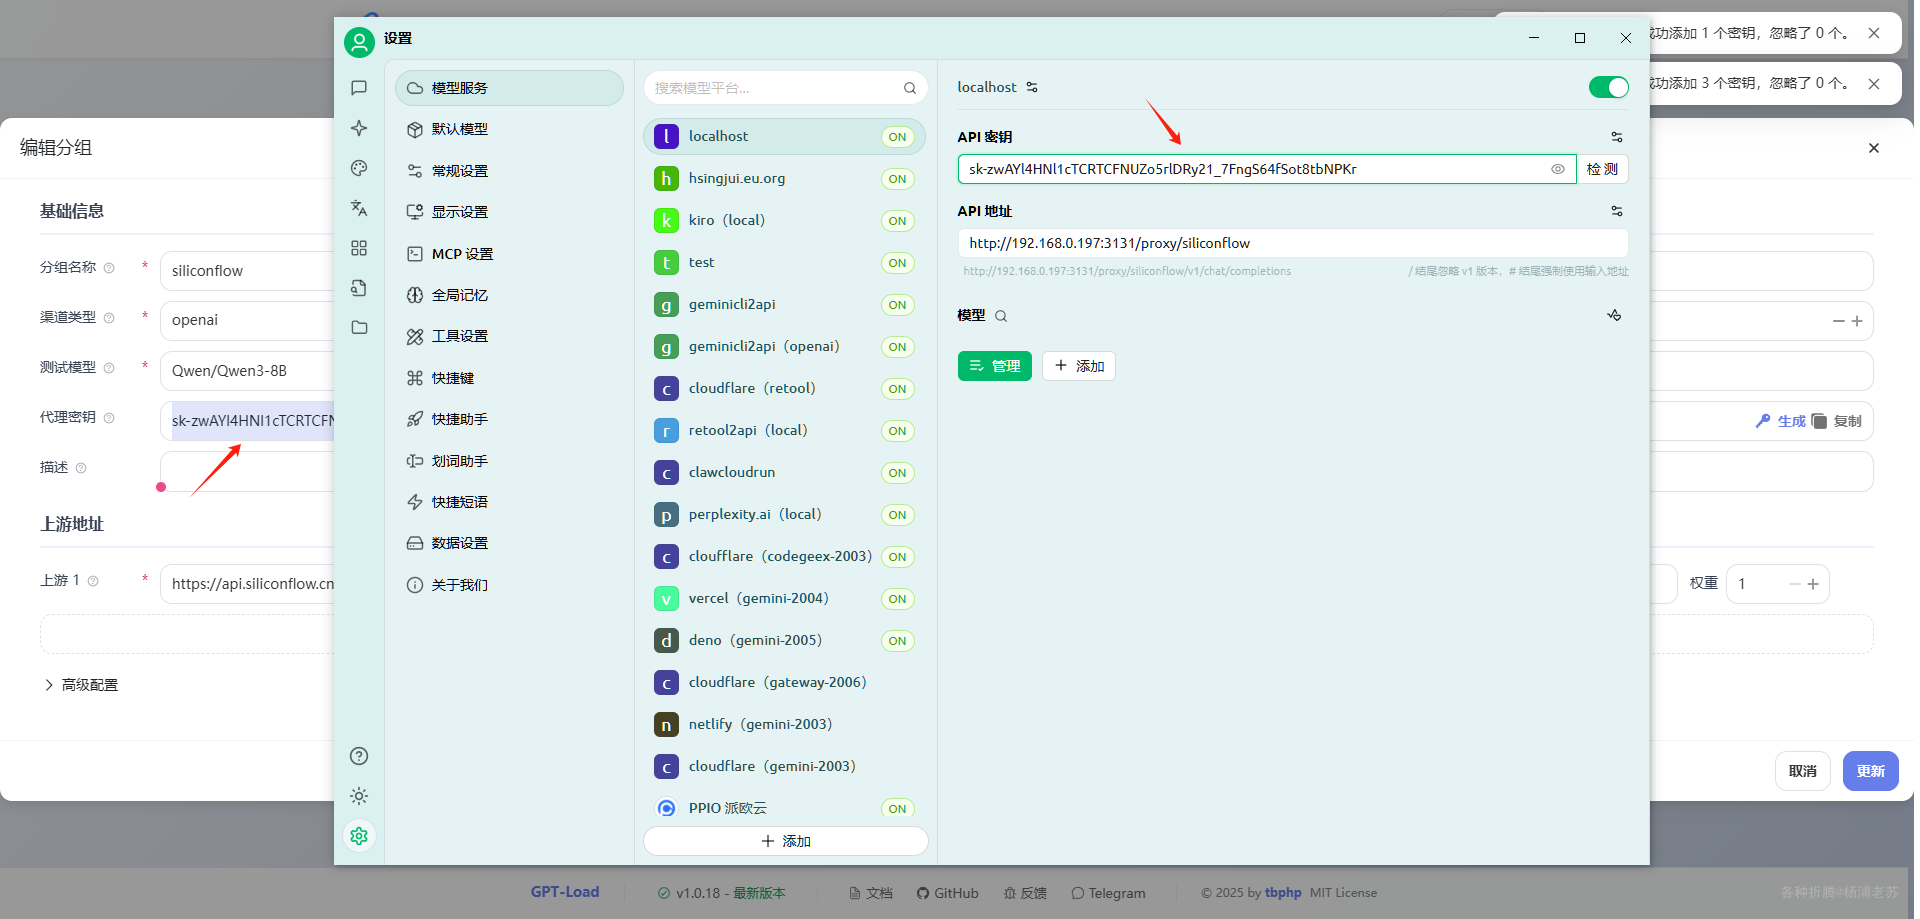 设置
成功添加 1 个密钥，忽略了 0 个。
成功添加 3 个密钥，忽略了 0 个。
编辑分组
基础信息
分组名称 * siliconflow
渠道类型 * openai
测试模型 * Qwen/Qwen3-8B
代理密钥 sk-zwAYl4HNl1cTCRTCFN
生成 复制
描述
上游地址
上游 1 * https://api.siliconflow.cn
权重 1
高级配置
取消 更新
模型服务
默认模型
常规设置
显示设置
MCP 设置
全局记忆
工具设置
快捷键
快捷助手
划词助手
快捷短语
数据设置
关于我们
搜索模型平台...
l localhost ON
h hsingjui.eu.org ON
k kiro（local） ON
t test ON
g geminicli2api ON
g geminicli2api（openai） ON
c cloudflare（retool） ON
r retool2api（local） ON
c clawcloudrun ON
p perplexity.ai（local） ON
c cloufflare（codegeex-2003） ON
v vercel（gemini-2004） ON
d deno（gemini-2005） ON
c cloudflare（gateway-2006）
n netlify（gemini-2003）
c cloudflare（gemini-2003）
PPIO 派欧云 ON
添加
localhost
API 密钥
sk-zwAYl4HNl1cTCRTCFNUZo5rlDRy21_7FngS64fSot8tbNPKr 检 测
API 地址
http://192.168.0.197:3131/proxy/siliconflow
http://192.168.0.197:3131/proxy/siliconflow/v1/chat/completions
/ 结尾忽略 v1 版本，# 结尾强制使用输入地址
模型
管理 添加
GPT-Load v1.0.18 - 最新版本 文档 GitHub 反馈 Telegram © 2025 by tbphp MIT License
各种折腾#杨浦老苏